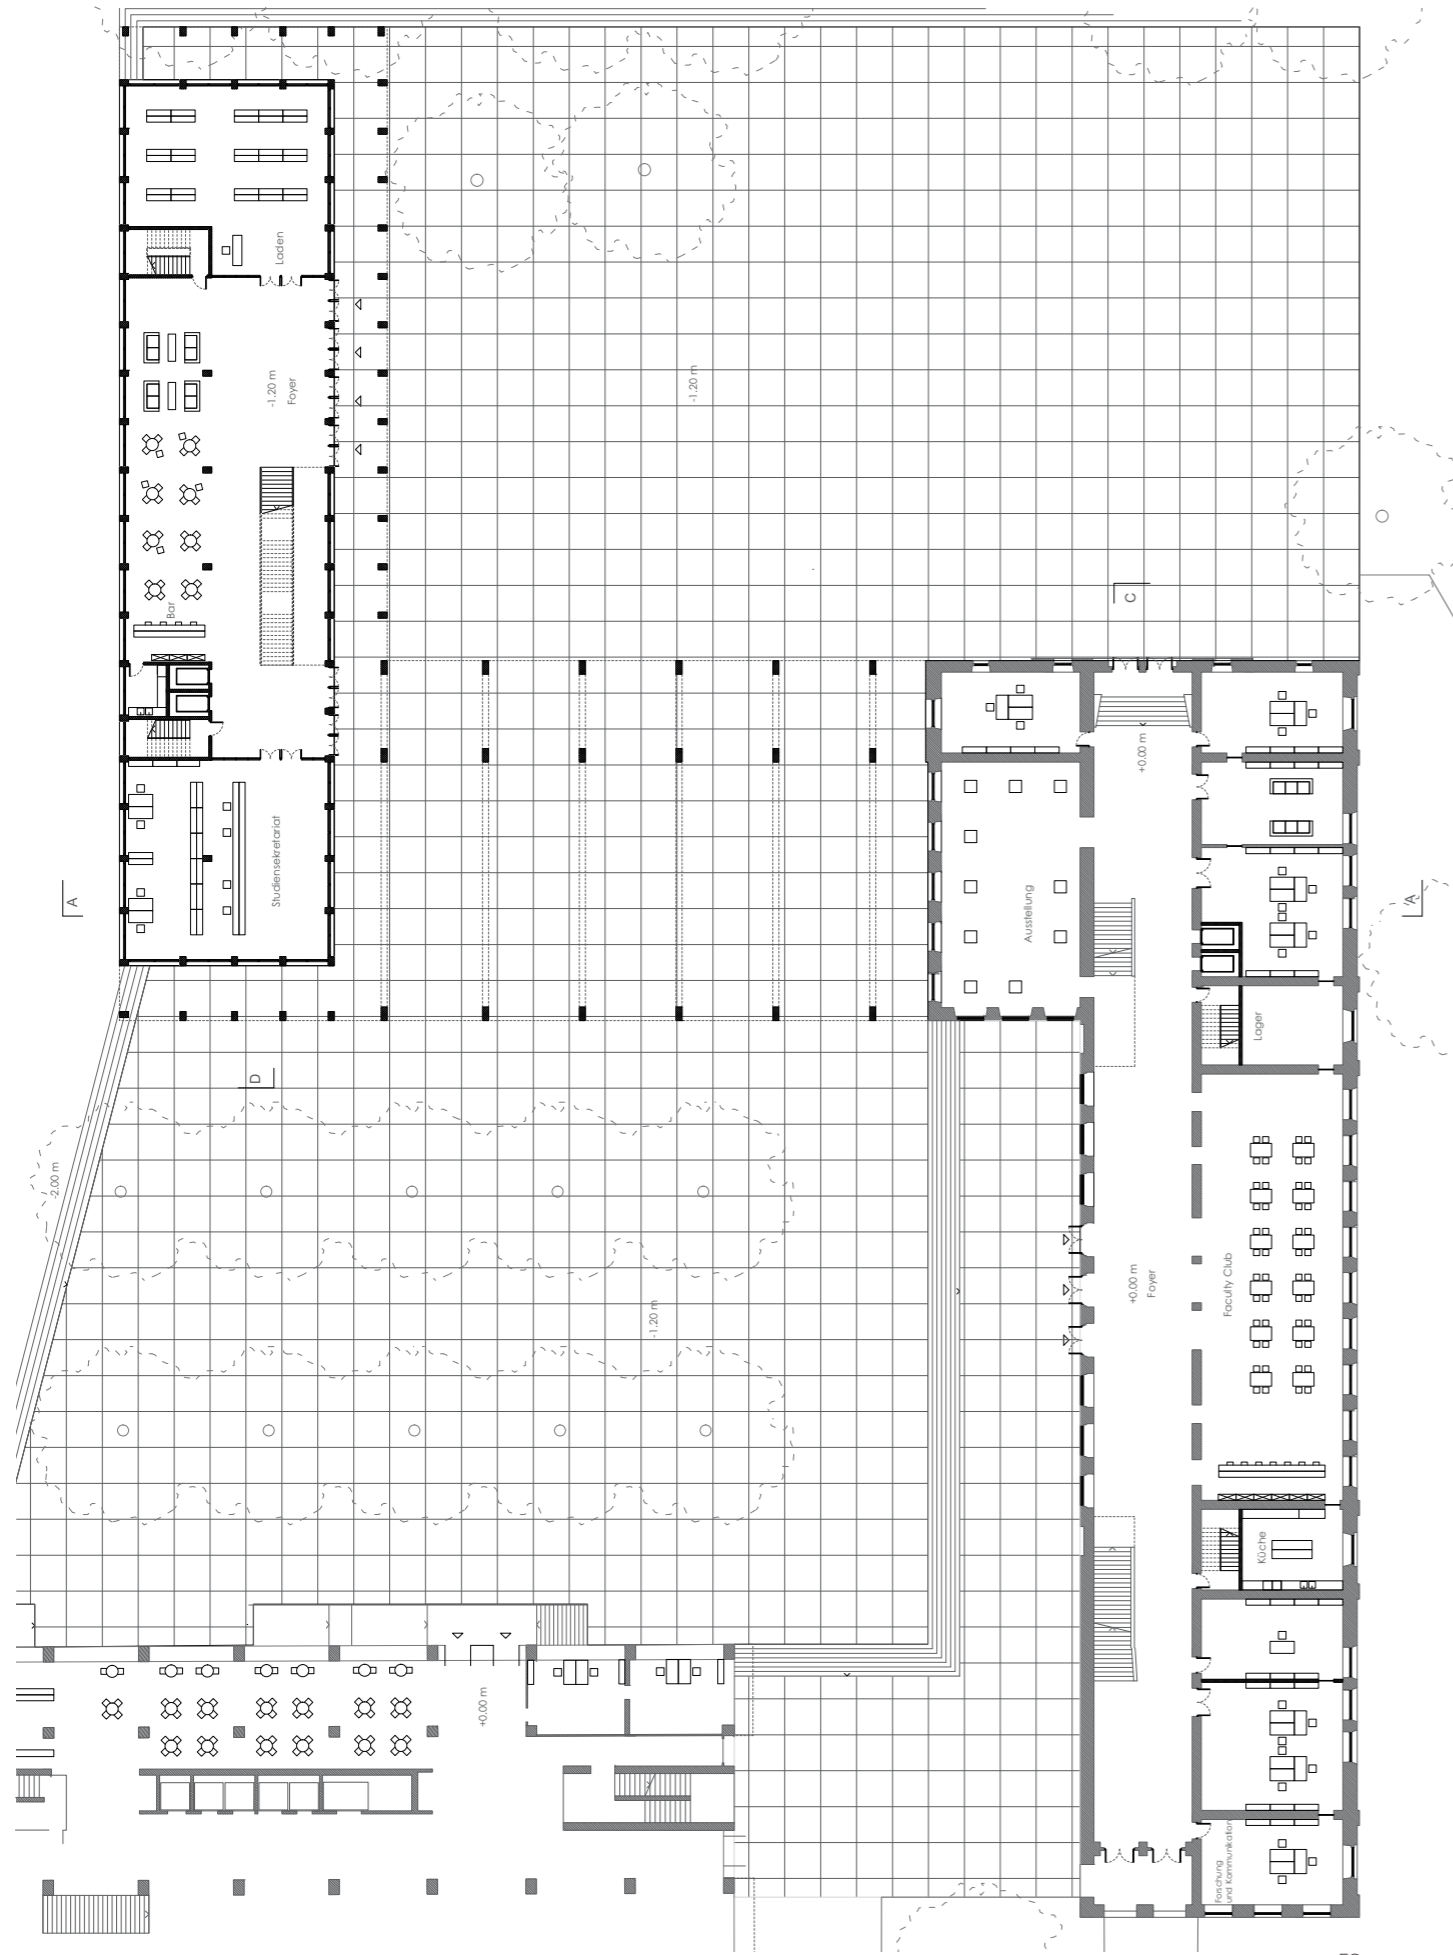 Laden
-1.20 m
Foyer
-1.20 m
Bar
C
+0.00 m
Studiensekretariat
A
A
Ausstellung
Lager
D
-2.00 m
-1.20 m
+0.00 m
Foyer
Faculty Club
Küche
+0.00 m
Forschung
und Kommunikation